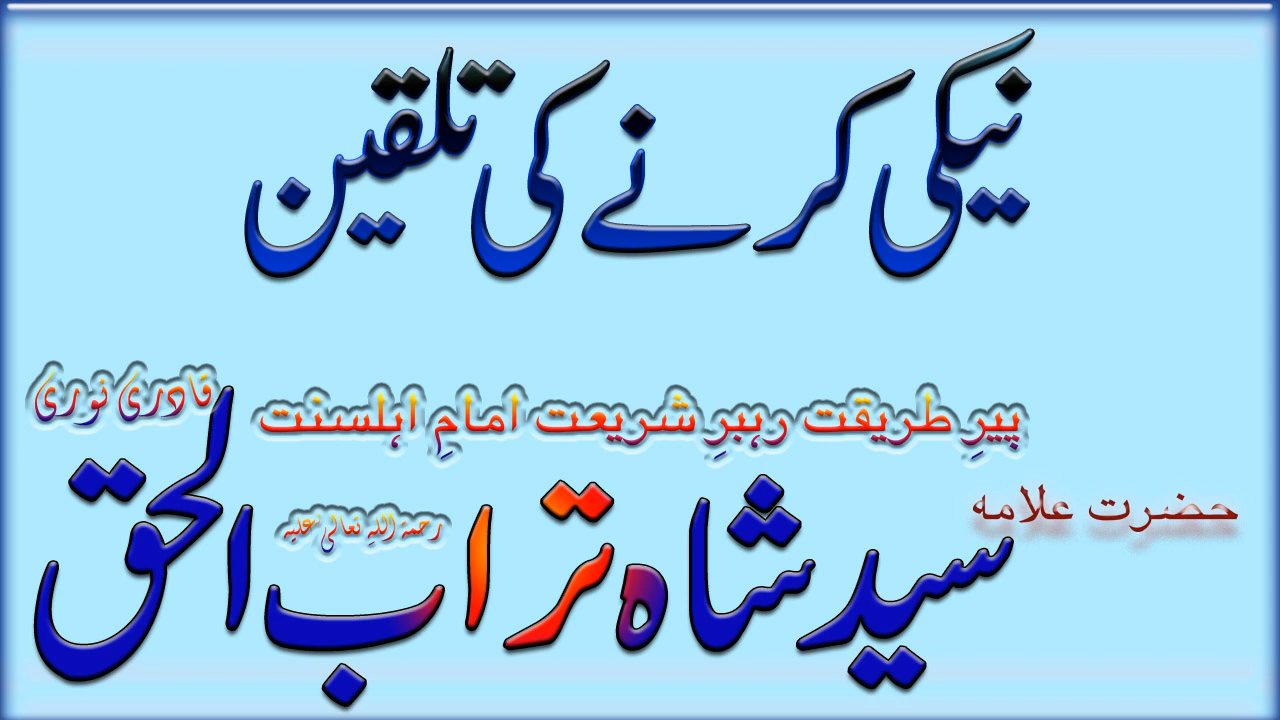 نیکی کرنے کی تلقین
پیرِ طریقت رہبرِ شریعت امامِ اہلسنت
حضرت علامہ
سید شاہ تراب الحق
قادری نوری
رحمۃ اللہ تعالیٰ علیہ